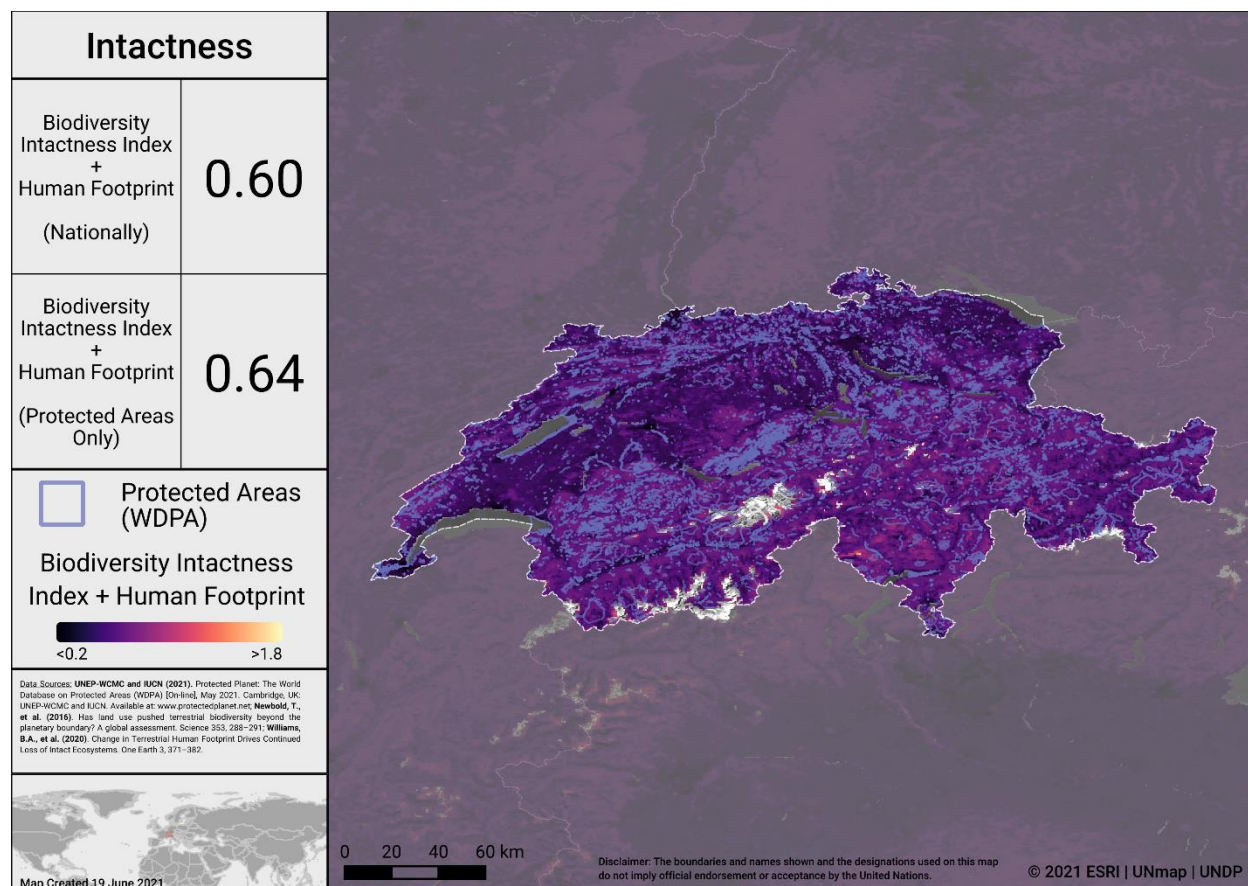 Intactness
Biodiversity
Intactness Index
+
Human Footprint
(Nationally)
0.60
Biodiversity
Intactness Index
+
Human Footprint
(Protected Areas
Only)
0.64
Protected Areas
(WDPA)
Biodiversity Intactness
Index + Human Footprint
<0.2
>1.8
Data Sources: UNEP-WCMC and IUCN (2021). Protected Planet: The World
Database on Protected Areas (WDPA) [On-line], May 2021. Cambridge, UK:
UNEP-WCMC and IUCN. Available at: www.protectedplanet.net; Newbold, T.,
et al. (2016). Has land use pushed terrestrial biodiversity beyond the
planetary boundary? A global assessment. Science 353, 288–291; Williams,
B.A., et al. (2020). Change in Terrestrial Human Footprint Drives Continued
Loss of Intact Ecosystems. One Earth 3, 371–382.
Map Created 19 June 2021
0 20 40 60 km
Disclaimer: The boundaries and names shown and the designations used on this map
do not imply official endorsement or acceptance by the United Nations.
© 2021 ESRI | UNmap | UNDP